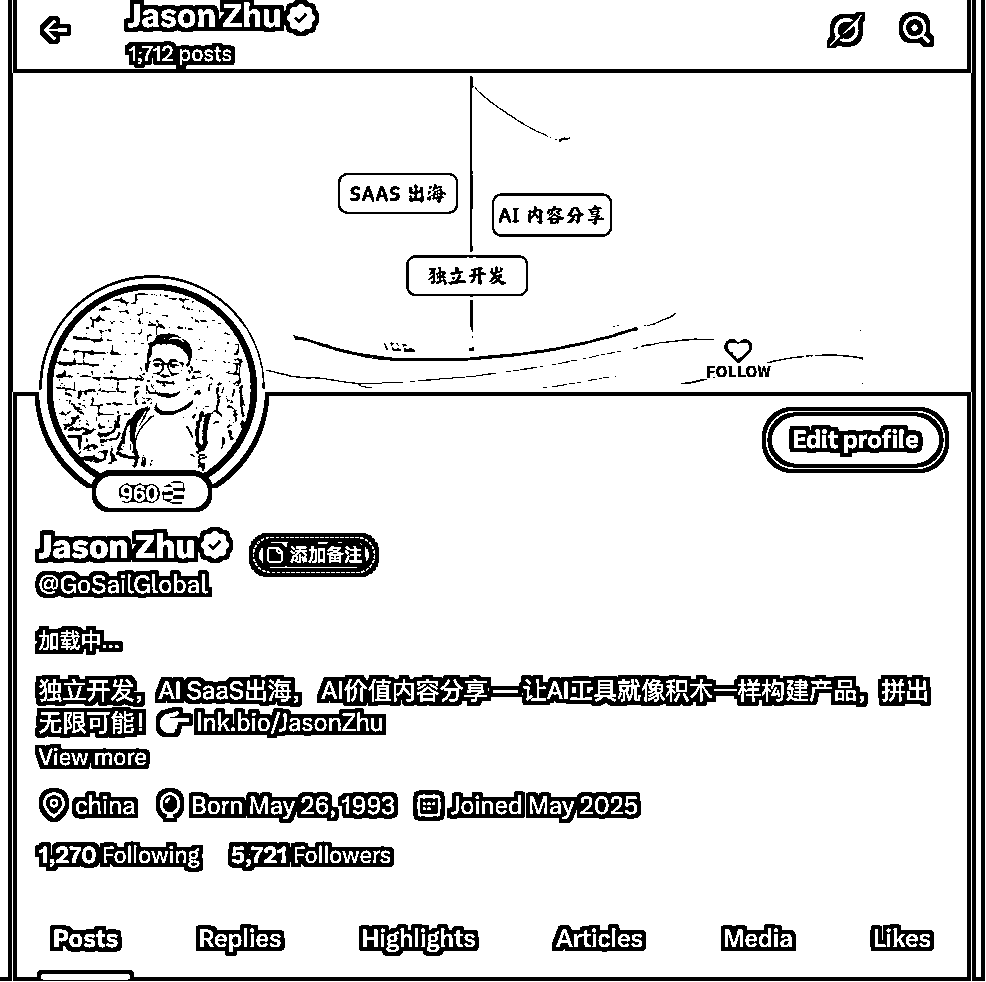 Jason Zhu
1,712 posts
SAAS 出海
AI 内容分享
独立开发
FOLLOW
Edit profile
960
Jason Zhu
添加备注
@GoSailGlobal
加载中...
独立开发，AI SaaS出海， AI价值内容分享 — 让AI工具就像积木一样构建产品，拼出
无限可能！👉 lnk.bio/JasonZhu
View more
china Born May 26, 1993 Joined May 2025
1,270 Following 5,721 Followers
Posts Replies Highlights Articles Media Likes